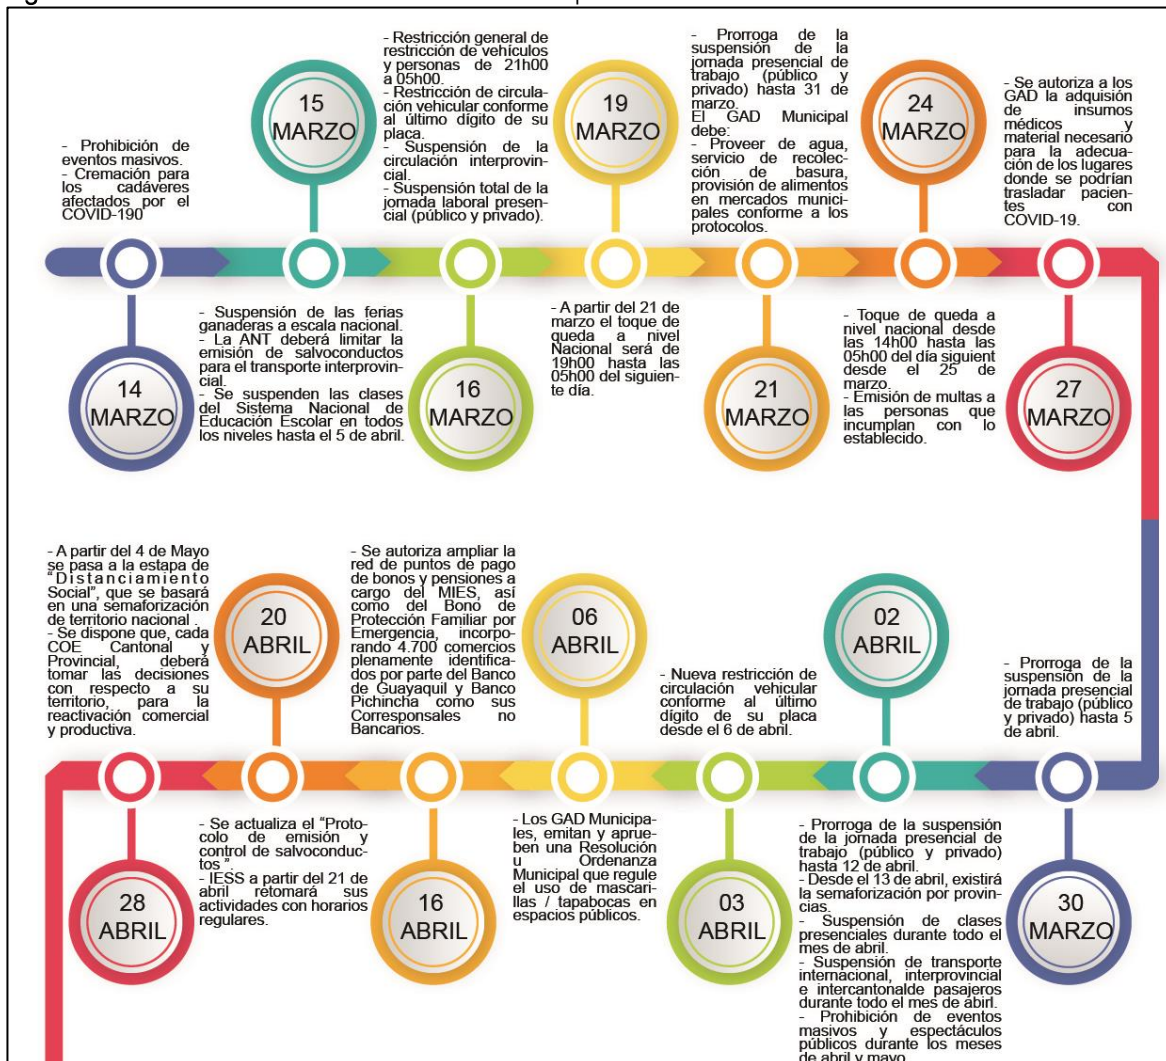 - Prohibición de
eventos masivos.
- Cremación para
los cadáveres
afectados por el
COVID-190
14
MARZO
15
MARZO
- Suspensión de las ferias
ganaderas a escala nacional.
- La ANT deberá limitar la
emisión de salvoconductos
para el transporte interprovin-
cial.
- Se suspenden las clases
del Sistema Nacional de
Educación Escolar en todos
los niveles hasta el 5 de abril.
- Restricción general de
restricción de vehículos
y personas de 21h00
a 05h00.
- Restricción de circula-
ción vehicular conforme
al último dígito de su
placa.
- Suspensión de la
circulación interprovin-
cial.
- Suspensión total de la
jornada laboral presen-
cial (público y privado).
16
MARZO
19
MARZO
- A partir del 21 de
marzo el toque de
queda a nivel
Nacional será de
19h00 hasta las
05h00 del siguien-
te día.
- Prorroga de la
suspensión de la
jornada presencial de
trabajo (público y
privado) hasta 31 de
marzo.
El GAD Municipal
debe:
- Proveer de agua,
servicio de recolec-
ción de basura,
provisión de alimentos
en mercados munici-
pales conforme a los
protocolos.
21
MARZO
24
MARZO
- Toque de queda a
nivel nacional desde
las 14h00 hasta las
05h00 del día siguient
desde el 25 de
marzo.
- Emisión de multas a
las personas que
incumplan con lo
establecido.
- Se autoriza a los
GAD la adquisión
de insumos
médicos y
material necesario
para la adecua-
ción de los lugares
donde se podrían
trasladar pacien-
tes con
COVID-19.
27
MARZO
- Prorroga de la
suspensión de la
jornada presencial
de trabajo (público
y privado) hasta 5
de abril.
30
MARZO
02
ABRIL
- Prorroga de la suspensión
de la jornada presencial de
trabajo (público y privado)
hasta 12 de abril.
- Desde el 13 de abril, existirá
la semaforización por provin-
cias.
- Suspensión de clases
presenciales durante todo el
mes de abril.
- Suspensión de transporte
internacional, interprovincial
e intercantonalde pasajeros
durante todo el mes de abirl.
- Prohibición de eventos
masivos y espectáculos
públicos durante los meses
de abril y mayo
- Nueva restricción de
circulación vehicular
conforme al último
dígito de su placa
desde el 6 de abril.
03
ABRIL
06
ABRIL
- Los GAD Municipa-
les, emitan y aprue-
ben una Resolución
u Ordenanza
Municipal que regule
el uso de mascari-
llas / tapabocas en
espacios públicos.
- Se autoriza ampliar la
red de puntos de pago
de bonos y pensiones a
cargo del MIES, así
como del Bono de
Protección Familiar por
Emergencia, incorpo-
rando 4.700 comercios
plenamente identifica-
dos por parte del Banco
de Guayaquil y Banco
Pichincha como sus
Corresponsales no
Bancarios.
16
ABRIL
20
ABRIL
- Se actualiza el "Proto-
colo de emisión y
control de salvoconduc-
tos ".
- IESS a partir del 21 de
abril retomará sus
actividades con horarios
regulares.
- A partir del 4 de Mayo
se pasa a la etapa de
"Distanciamiento
Social", que se basará
en una semaforización
de territorio nacional .
- Se dispone que, cada
COE Cantonal y
Provincial, deberá
tomar las decisiones
con respecto a su
territorio, para la
reactivación comercial
y productiva.
28
ABRIL